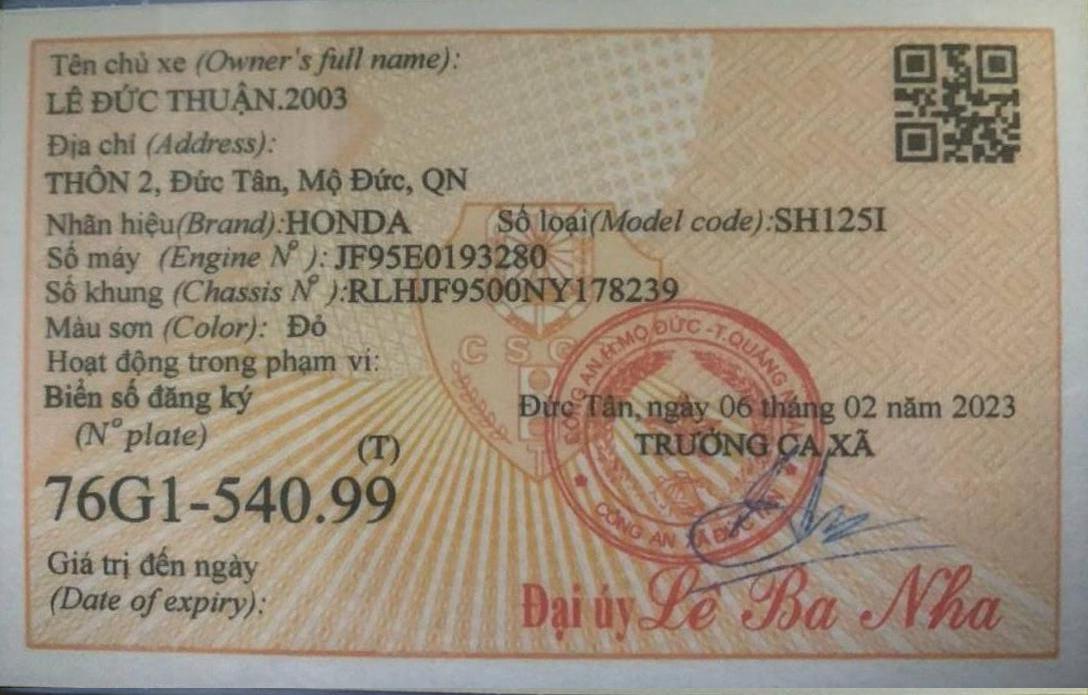 Tên chủ xe (Owner's full name):
LÊ ĐỨC THUẬN.2003
Địa chỉ (Address):
THÔN 2, Đức Tân, Mộ Đức, QN
Nhãn hiệu(Brand):HONDA Số loại(Model code):SH125I
Số máy (Engine N°): JF95E0193280
Số khung (Chassis N°):RLHJF9500NY178239
Màu sơn (Color): Đỏ
Hoạt động trong phạm vi:
Biển số đăng ký
(N° plate)
(T)
76G1-540.99
Giá trị đến ngày
(Date of expiry):
CSG
T
Đức Tân, ngày 06 tháng 02 năm 2023
TRƯỞNG CA XÃ
CÔNG AN H.MỘ ĐỨC -T.QUẢNG NGÃI
CÔNG AN XÃ ĐỨC TÂN
Đại úy Lê Ba Nha